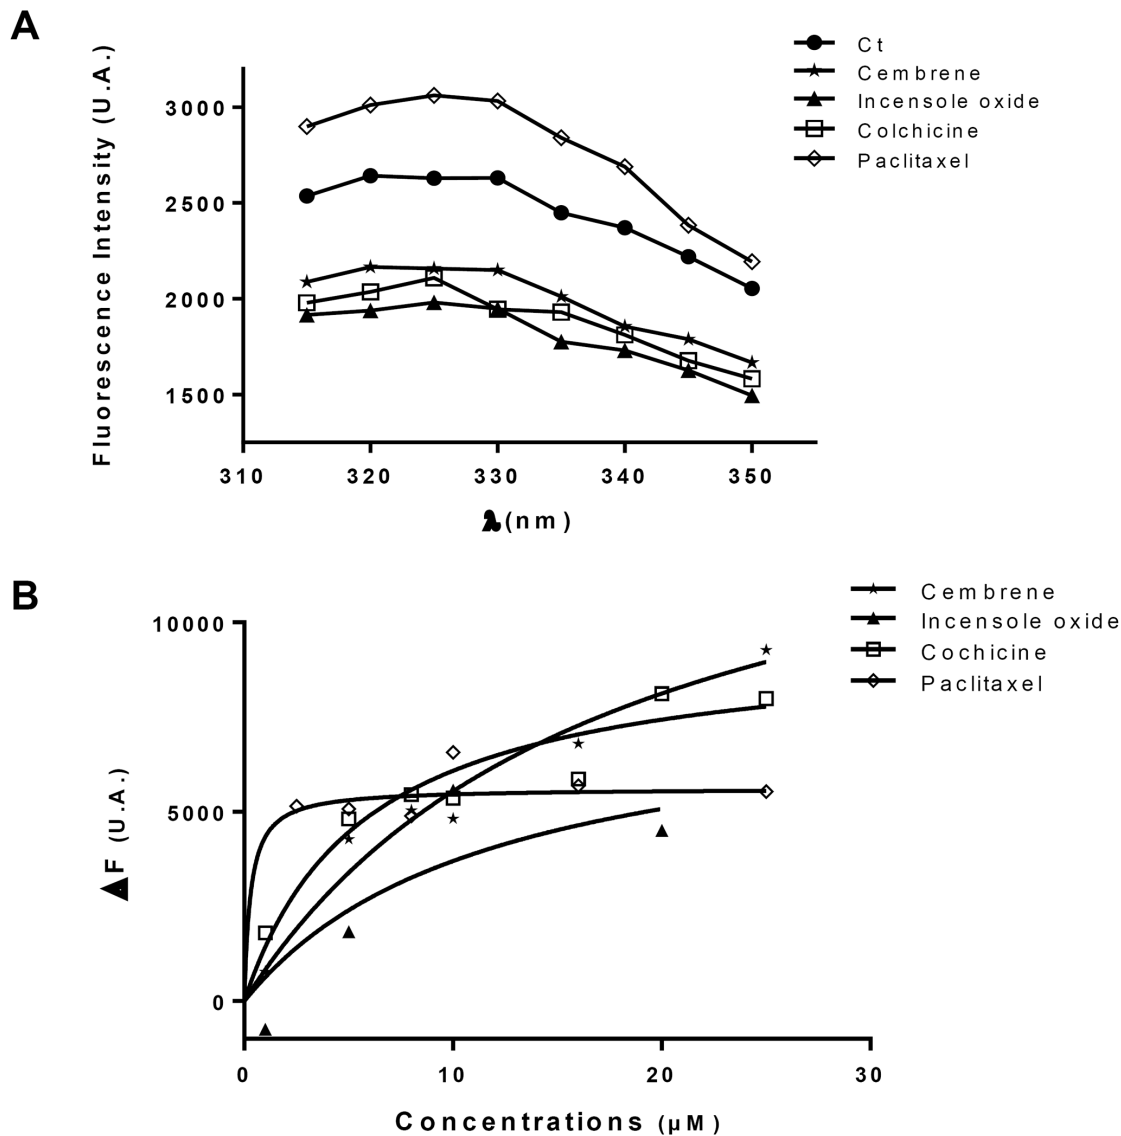 A
Fluorescence Intensity (U.A.)
3000
2500
2000
1500
310 320 330 340 350
(nm)
Ct
Cembrene
Incensole oxide
Colchicine
Paclitaxel
B
ΔF (U.A.)
10000
5000
0
0 10 20 30
Concentrations (µM)
Cembrene
Incensole oxide
Cochicine
Paclitaxel